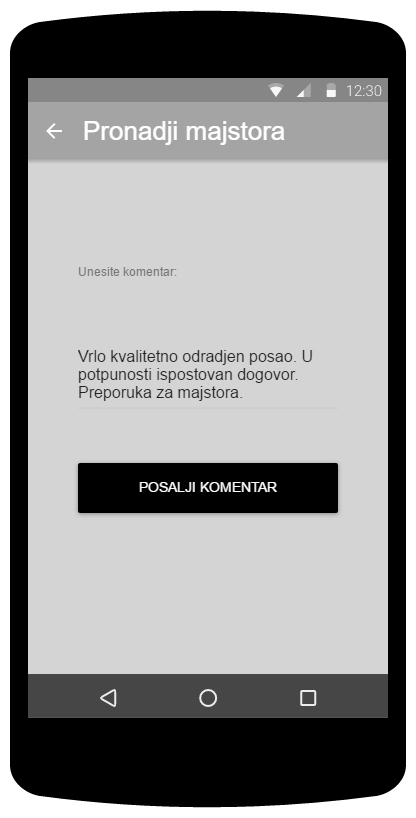 12:30
Pronadji majstora
Unesite komentar:
Vrlo kvalitetno odradjen posao. U
potpunosti ispostovan dogovor.
Preporuka za majstora.
POSALJI KOMENTAR